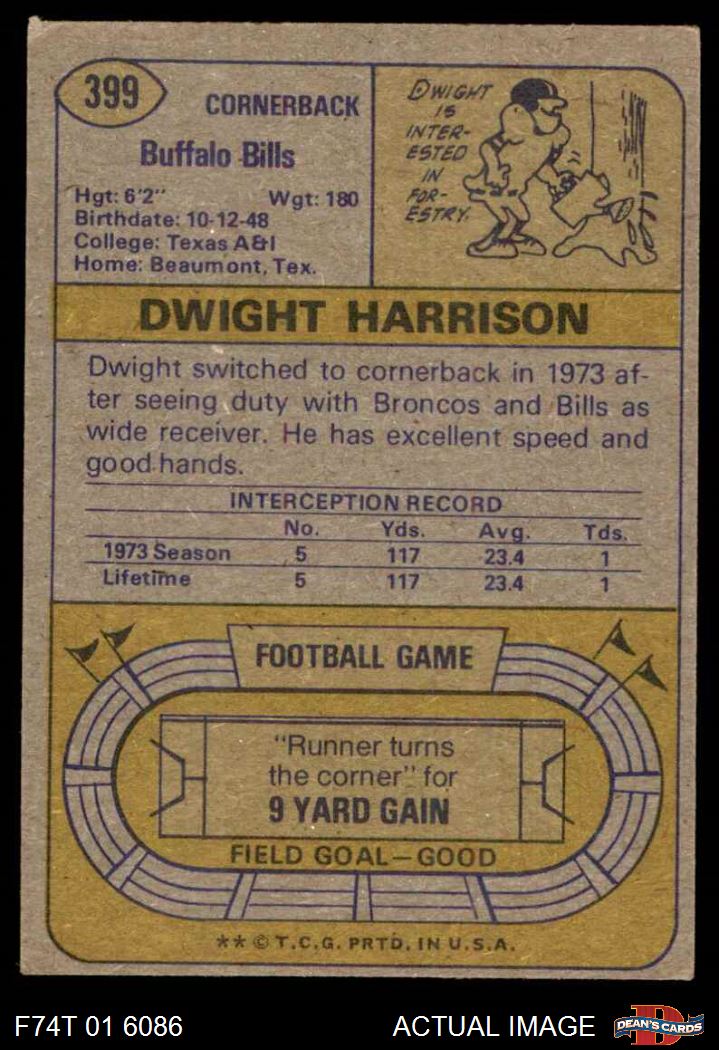 399
CORNERBACK
Buffalo Bills
Hgt: 6'2" Wgt: 180
Birthdate: 10-12-48
College: Texas A&I
Home: Beaumont, Tex.
DWIGHT
IS
INTER-
ESTED
IN
FOR-
ESTRY.
DWIGHT HARRISON
Dwight switched to cornerback in 1973 af-
ter seeing duty with Broncos and Bills as
wide receiver. He has excellent speed and
good hands.
INTERCEPTION RECORD
No. Yds. Avg. Tds.
1973 Season 5 117 23.4 1
Lifetime 5 117 23.4 1
FOOTBALL GAME
"Runner turns
the corner" for
9 YARD GAIN
FIELD GOAL—GOOD
** © T.C.G. PRTD. IN U.S.A.
F74T 01 6086 ACTUAL IMAGE DEAN'S CARDS